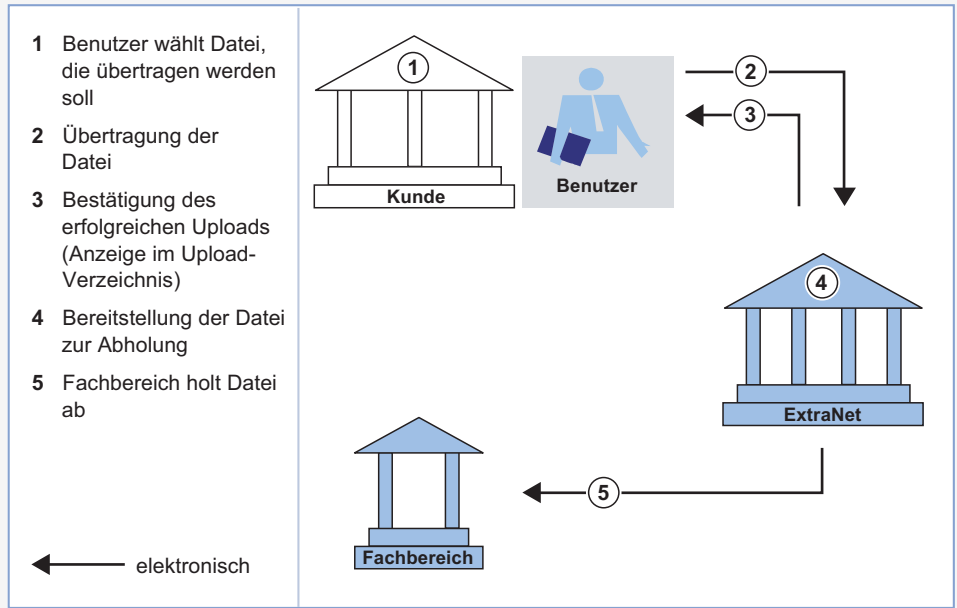 1 Benutzer wählt Datei,
die übertragen werden
soll
2 Übertragung der
Datei
3 Bestätigung des
erfolgreichen Uploads
(Anzeige im Upload-
Verzeichnis)
4 Bereitstellung der Datei
zur Abholung
5 Fachbereich holt Datei
ab
elektronisch
1
Kunde
Benutzer
2
3
4
ExtraNet
5
Fachbereich